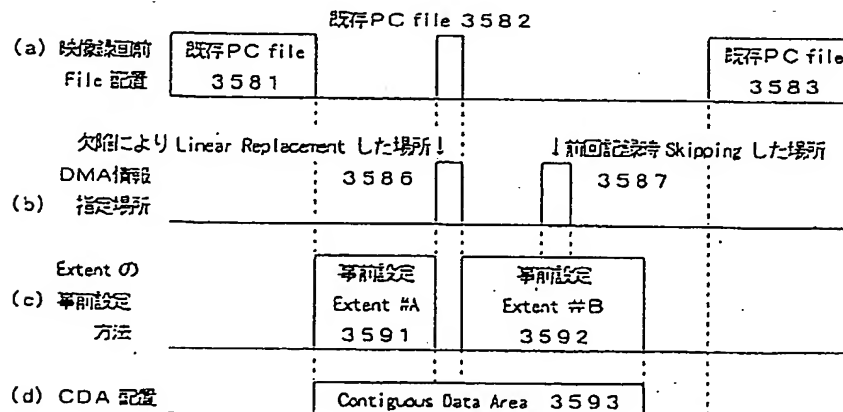 既存PC file 3582
(a) 映像録画前 既存PC file 既存PC file
File 配置 3581 3583
欠陥により Linear Replacement した場所↓ ↓前回記録時 Skipping した場所
DMA情報 3586 3587
(b) 指定場所
Extent の 事前設定 事前設定
(c) 事前設定 Extent #A Extent #B
方法 3591 3592
(d) CDA 配置 Contiguous Data Area 3593